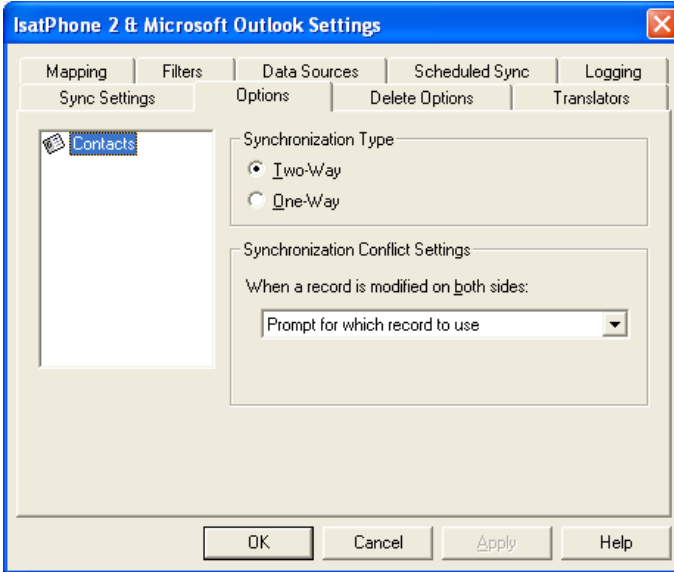 IsatPhone 2 & Microsoft Outlook Settings
Mapping Filters Data Sources Scheduled Sync Logging
Sync Settings Options Delete Options Translators
Contacts
Synchronization Type
Two-Way
One-Way
Synchronization Conflict Settings
When a record is modified on both sides:
Prompt for which record to use
OK Cancel Apply Help